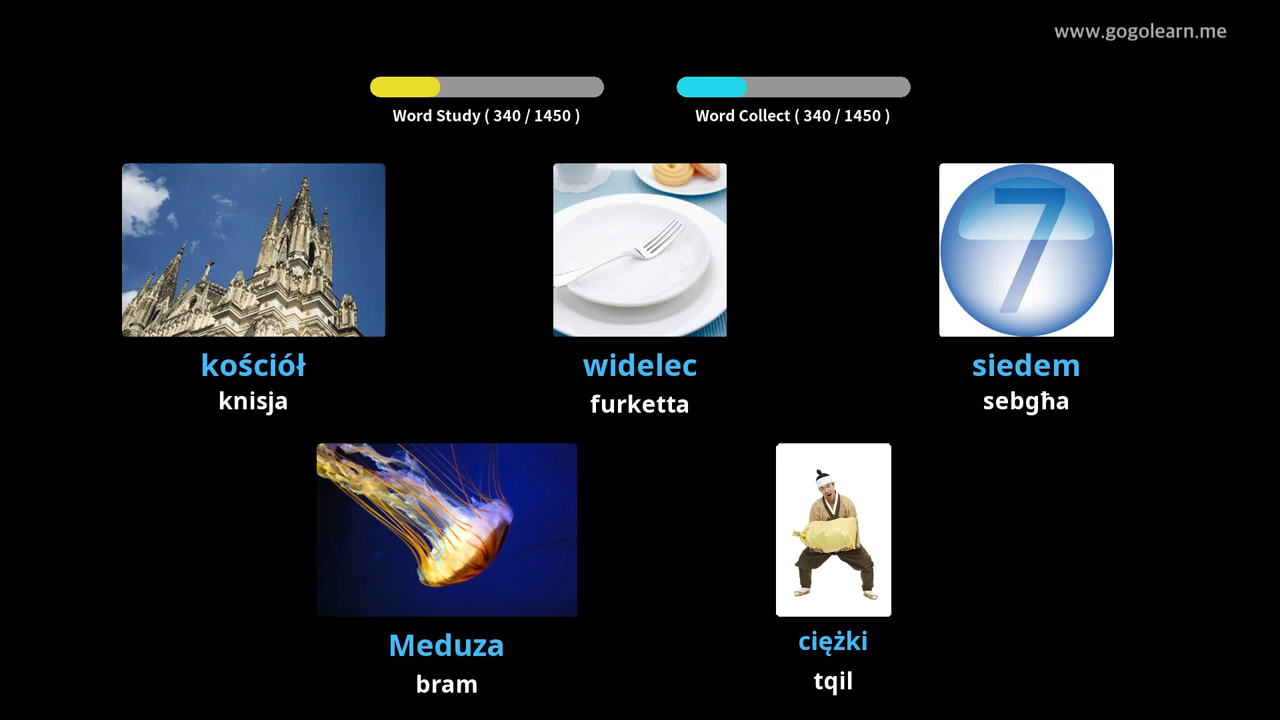 www.gogolearn.me
Word Study ( 340 / 1450 )
Word Collect ( 340 / 1450 )
7
kościół
knisja
widelec
furketta
siedem
sebgħa
Meduza
bram
ciężki
tqil